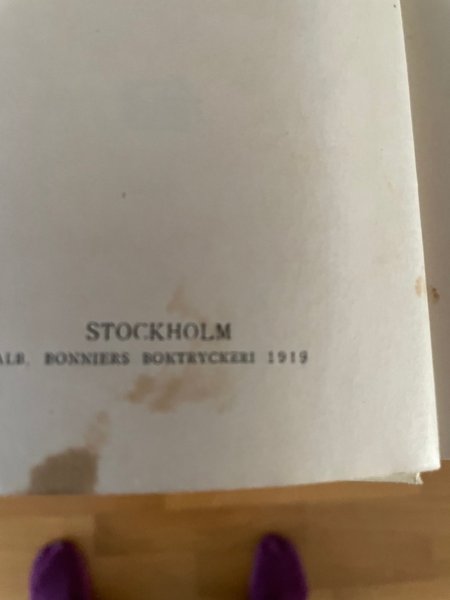 STOCKHOLM
ALB. BONNIERS BOKTRYCKERI 1919